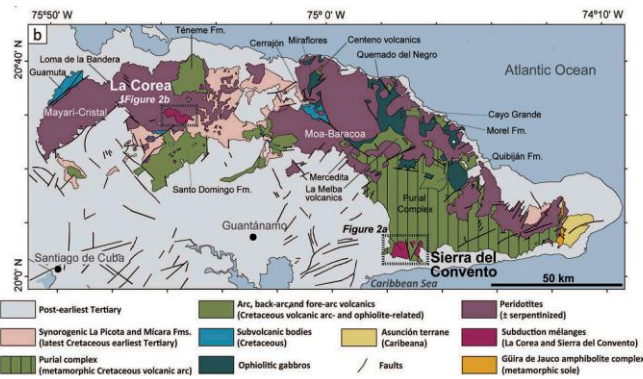 75°50'
75°0'
74°10'
b
Téneme Fm.
Miraflores
Centeno volcanics
Loma de la Bandera
Cerrajón
Quemado del Negro
20°40'
20°40'
Guamuta
La Corea
Figure 2b
Atlantic Ocean
Mayarí-Cristal
Cayo Grande
Moa-Baracoa
Morel Fm.
Quibiján Fm.
Mercedita
Santo Domingo Fm.
La Melba
volcanics
Purial
Complex
Guantánamo
Figure 2a
Sierra del
Convento
Santiago de Cuba
20°0'N
20°0'
50 km
Caribbean Sea
Post-earliest Tertiary
Arc, back-arc,and fore-arc volcanics
(Cretaceous volcanic arc- and ophiolite-related)
Peridotites
(± serpentinized)
Synorogenic La Picota and Mícara Fms.
(latest Cretaceous earliest Tertiary)
Subvolcanic bodies
(Cretaceous)
Asunción terrane
(Caribeana)
Subduction mélanges
(La Corea and Sierra del Convento)
Purial complex
(metamorphic Cretaceous volcanic arc)
Ophiolitic gabbros
Faults
Güira de Jauco amphibolite complex
(metamorphic sole)